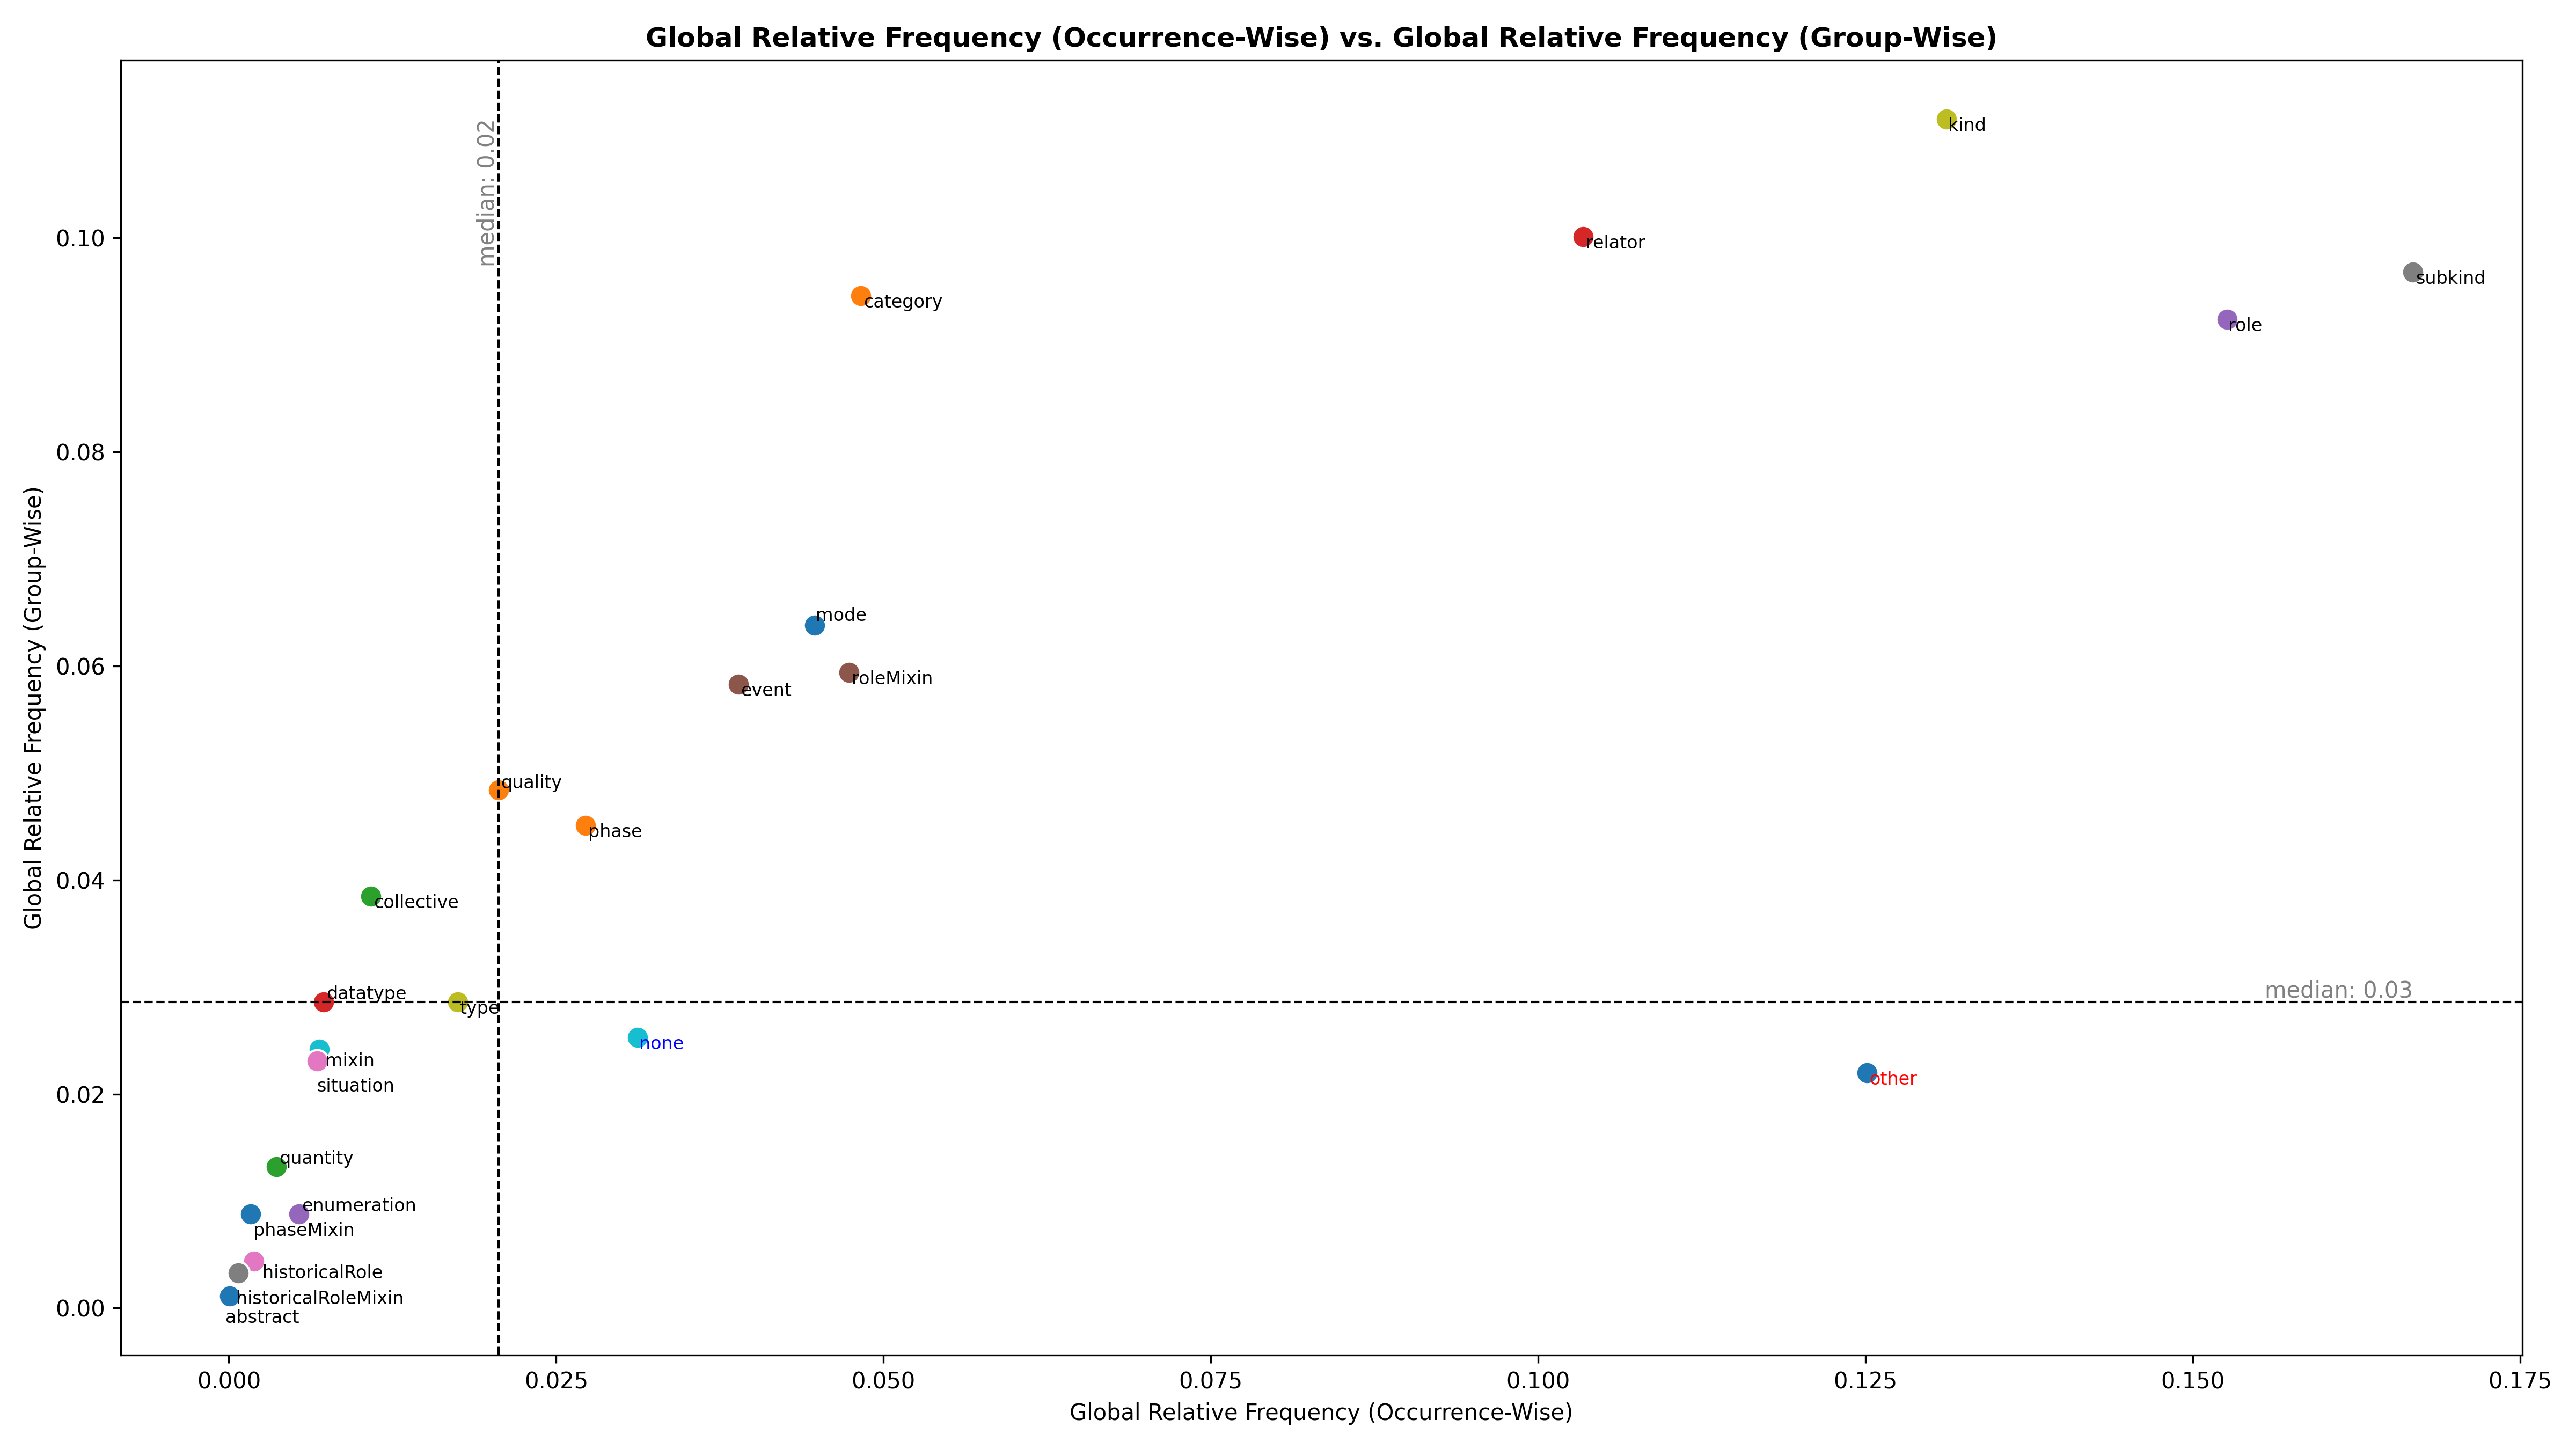 Global Relative Frequency (Occurrence-Wise) vs. Global Relative Frequency (Group-Wise)
median: 0.02
kind
relator
subkind
category
role
mode
roleMixin
event
quality
phase
collective
datatype
median: 0.03
type
none
mixin
other
situation
quantity
enumeration
phaseMixin
historicalRole
historicalRoleMixin
abstract
0.10
0.08
0.06
0.04
0.02
0.00
Global Relative Frequency (Group-Wise)
0.000 0.025 0.050 0.075 0.100 0.125 0.150 0.175
Global Relative Frequency (Occurrence-Wise)